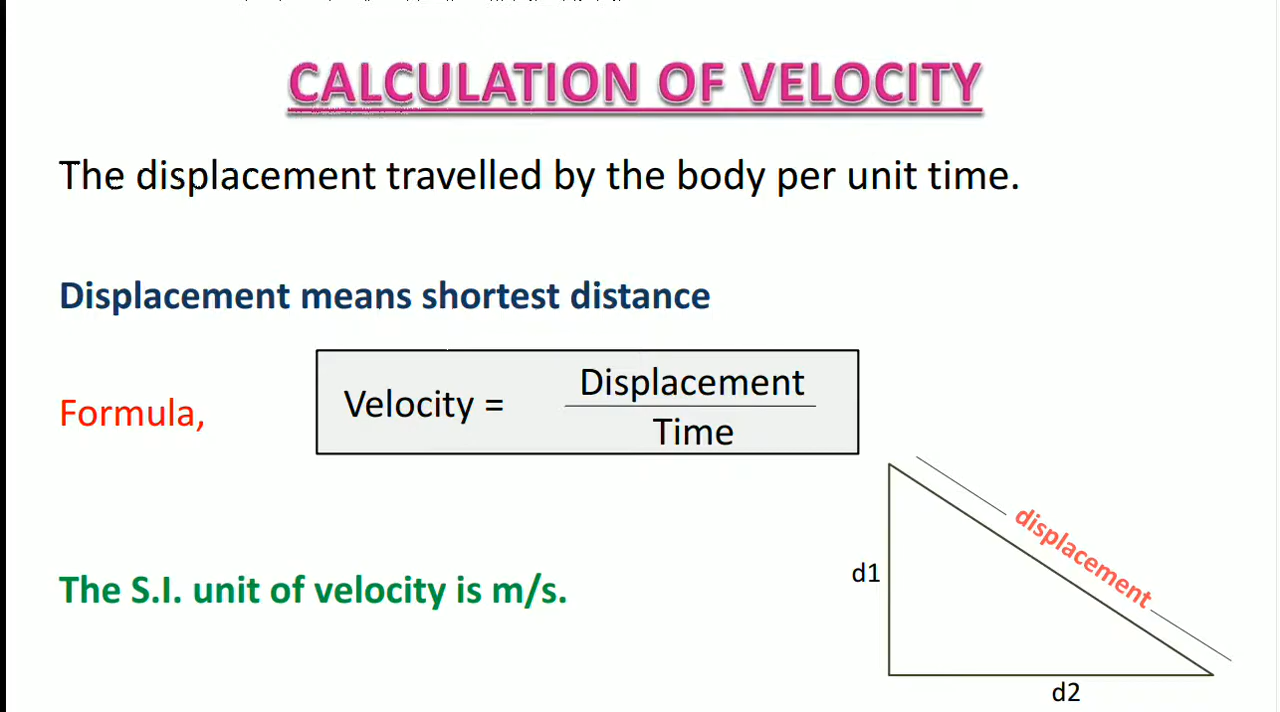 CALCULATION OF VELOCITY
The displacement travelled by the body per unit time.
Displacement means shortest distance
Formula,
Velocity =
Displacement
Time
displacement
d1
The S.I. unit of velocity is m/s.
d2